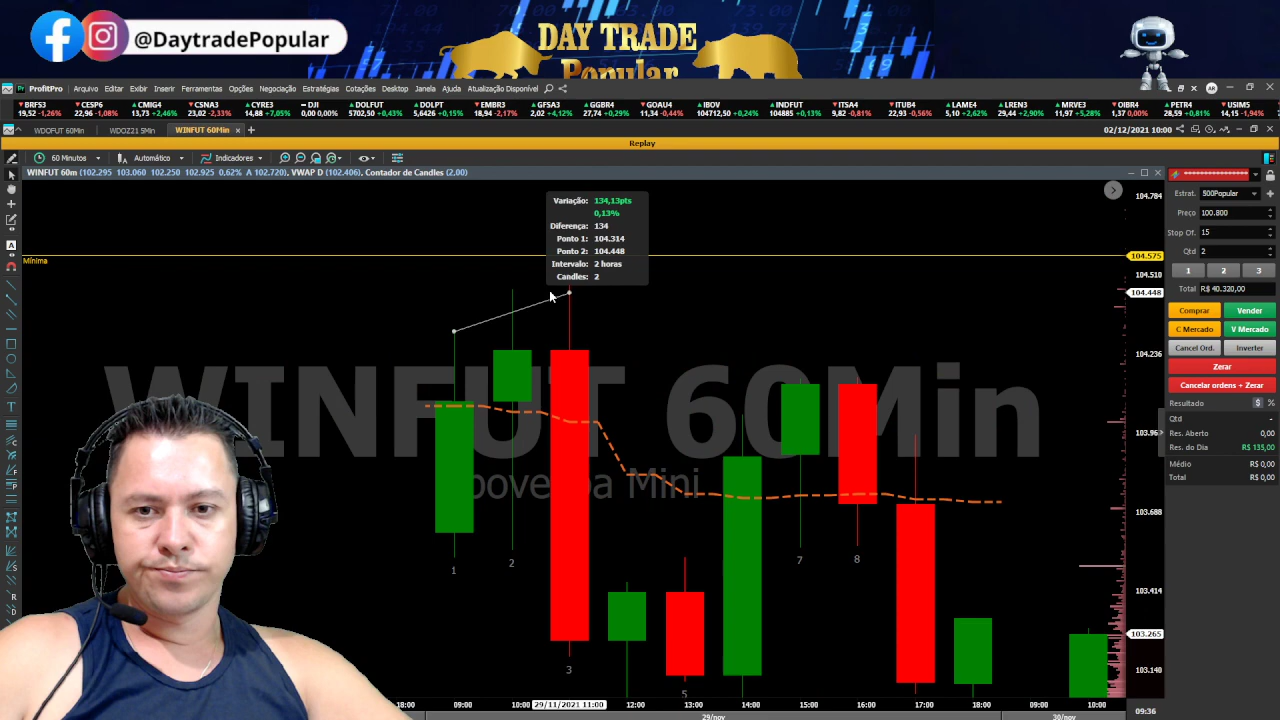 @DaytradePopular
DAY TRADE
Popular
ProfitPro Arquivo Editar Exibir Inserir Ferramentas Opções Negociação Estratégias Cotações Desktop Janela Ajuda Atualização Disponível AR
BRFS3 CESP6 CMIG4 CSNA3 CYRE3 DJI DOLFUT DOLPT EMBR3 GFSA3 GGBR4 GOAU4 IBOV INDFUT ITSA4 ITUB4 LAME4 LREN3 MRVE3 OIBR4 PETR4 USIM5
19,52 -1,26% 22,96 -1,08% 13,73 +2,46% 23,02 -2,33% 14,88 +7,05% 0,00 0,00% 5702,50 +0,43% 5,6426 +0,15% 18,94 -2,17% 2,02 +4,12% 27,74 +0,29% 11,34 -0,44% 104712,50 +0,24% 104885 +0,13% 9,82 -0,81% 22,93 -0,56% 5,10 +2,62% 29,44 +2,90% 11,97 +5,28% 1,37 0,00% 28,59 +0,81% 14,15 -1,94%
WDOFUT 60Min WDOZ21 5Min WINFUT 60Min 02/12/2021 10:00
Replay
60 Minutos Automático Indicadores
WINFUT 60m (102.295 103.060 102.250 102.925 0,62% A 102.720), VWAP D (102.406), Contador de Candles (2,00)
Variação: 134,13pts
0,13%
Diferença: 134
Ponto 1: 104.314
Ponto 2: 104.448
Intervalo: 2 horas
Candles: 2
Mínima
WINFUT 60Min
1
2
3
5
7
8
104.784
104.575
104.510
104.448
104.236
103.688
103.414
103.265
103.140
18:00 09:00 10:00 29/11/2021 11:00 12:00 13:00 14:00 15:00 16:00 17:00 18:00 09:00 10:00 09:36
29/nov 30/nov
Estrat. 500Popular
Preço 100.800
Stop Of. 15
Qtd 2
1 2 3
Total R$ 40.320,00
Comprar Vender
C Mercado V Mercado
Cancel Ord. Inverter
Zerar
Cancelar ordens + Zerar
Resultado $ %
Qtd -
Res. Aberto 0,00
Res. do Dia R$ 135,00
Médio R$ 0,00
Total R$ 0,00